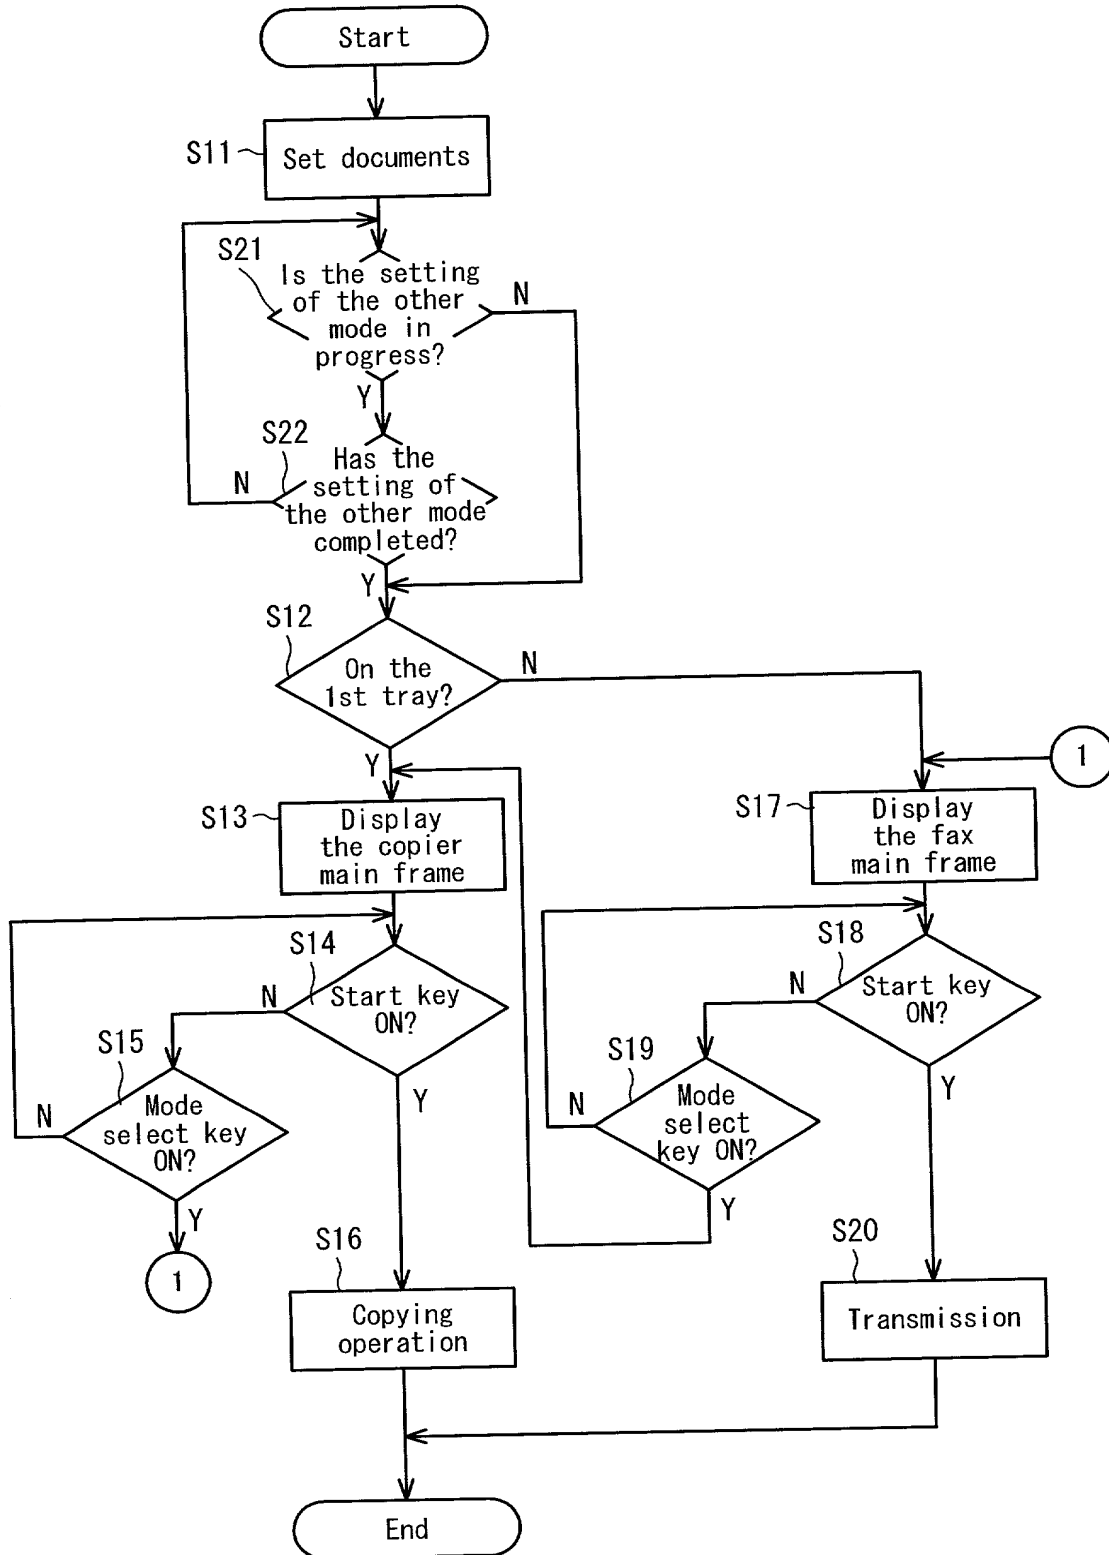 Start
S11
Set documents
S21
Is the setting
of the other
mode in
progress?
N
Y
S22
Has the
setting of
the other mode
completed?
N
Y
S12
On the
1st tray?
N
Y
1
S13
Display
the copier
main frame
S17
Display
the fax
main frame
S14
Start key
ON?
N
Y
S18
Start key
ON?
N
Y
S15
Mode
select key
ON?
N
Y
1
S19
Mode
select
key ON?
N
Y
S16
Copying
operation
S20
Transmission
End